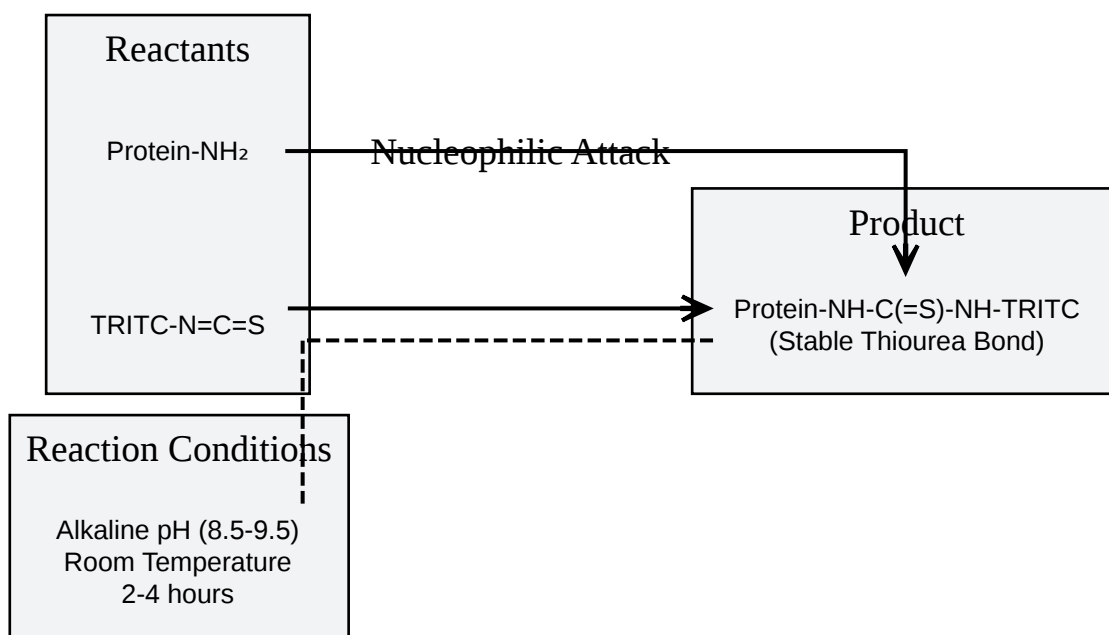 Reactants
Protein-NH₂
Nucleophilic Attack
Product
TRITC-N=C=S
Protein-NH-C(=S)-NH-TRITC
(Stable Thiourea Bond)
Reaction Conditions
Alkaline pH (8.5-9.5)
Room Temperature
2-4 hours